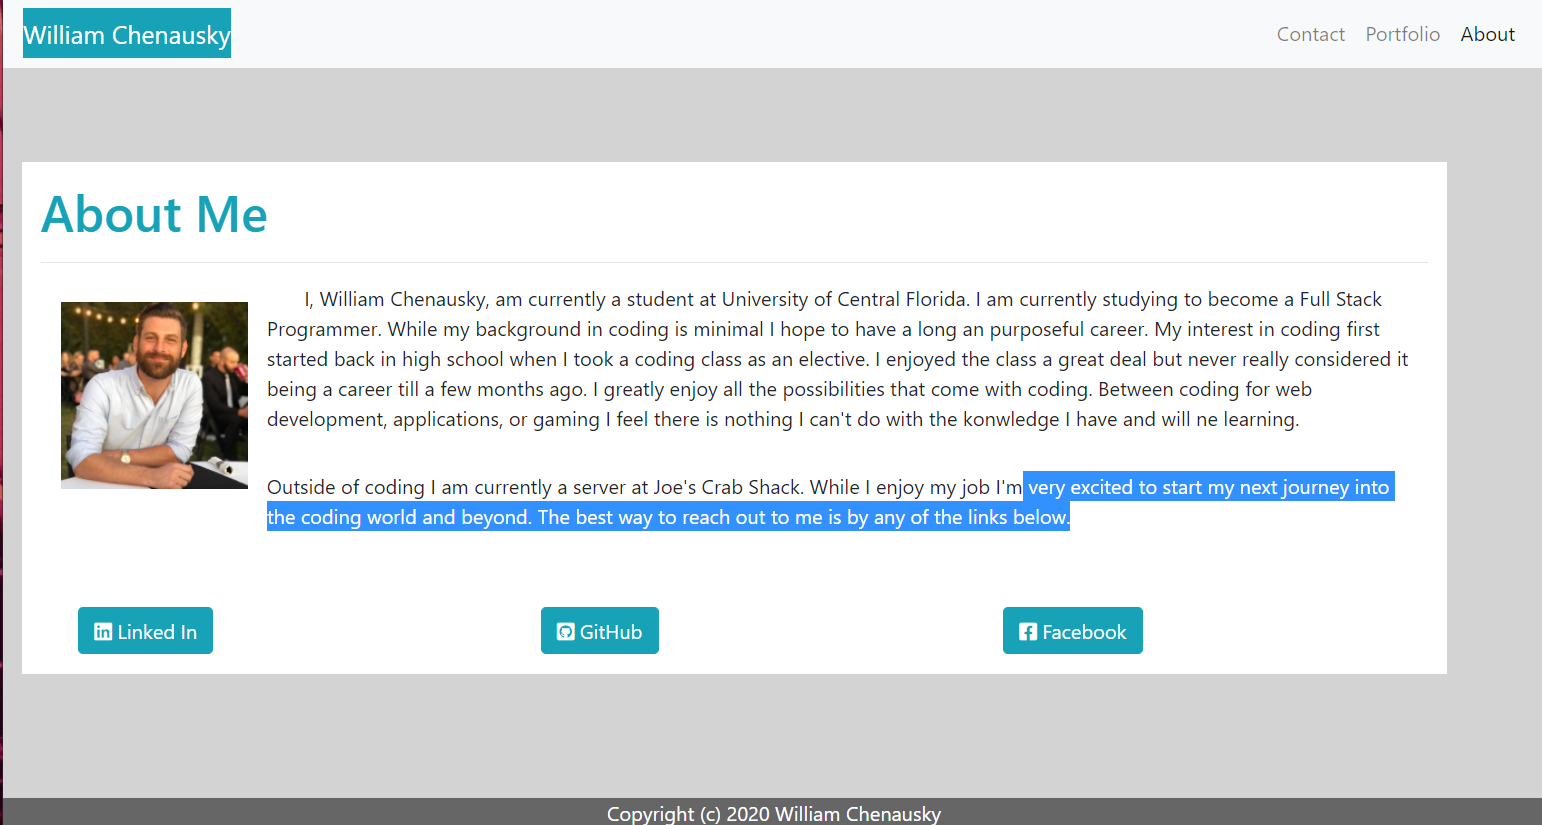 William Chenausky
Contact Portfolio About
About Me
I, William Chenausky, am currently a student at University of Central Florida. I am currently studying to become a Full Stack
Programmer. While my background in coding is minimal I hope to have a long an purposeful career. My interest in coding first
started back in high school when I took a coding class as an elective. I enjoyed the class a great deal but never really considered it
being a career till a few months ago. I greatly enjoy all the possibilities that come with coding. Between coding for web
development, applications, or gaming I feel there is nothing I can't do with the konwledge I have and will ne learning.
Outside of coding I am currently a server at Joe's Crab Shack. While I enjoy my job I'm very excited to start my next journey into
the coding world and beyond. The best way to reach out to me is by any of the links below.
Linked In
GitHub
Facebook
Copyright (c) 2020 William Chenausky